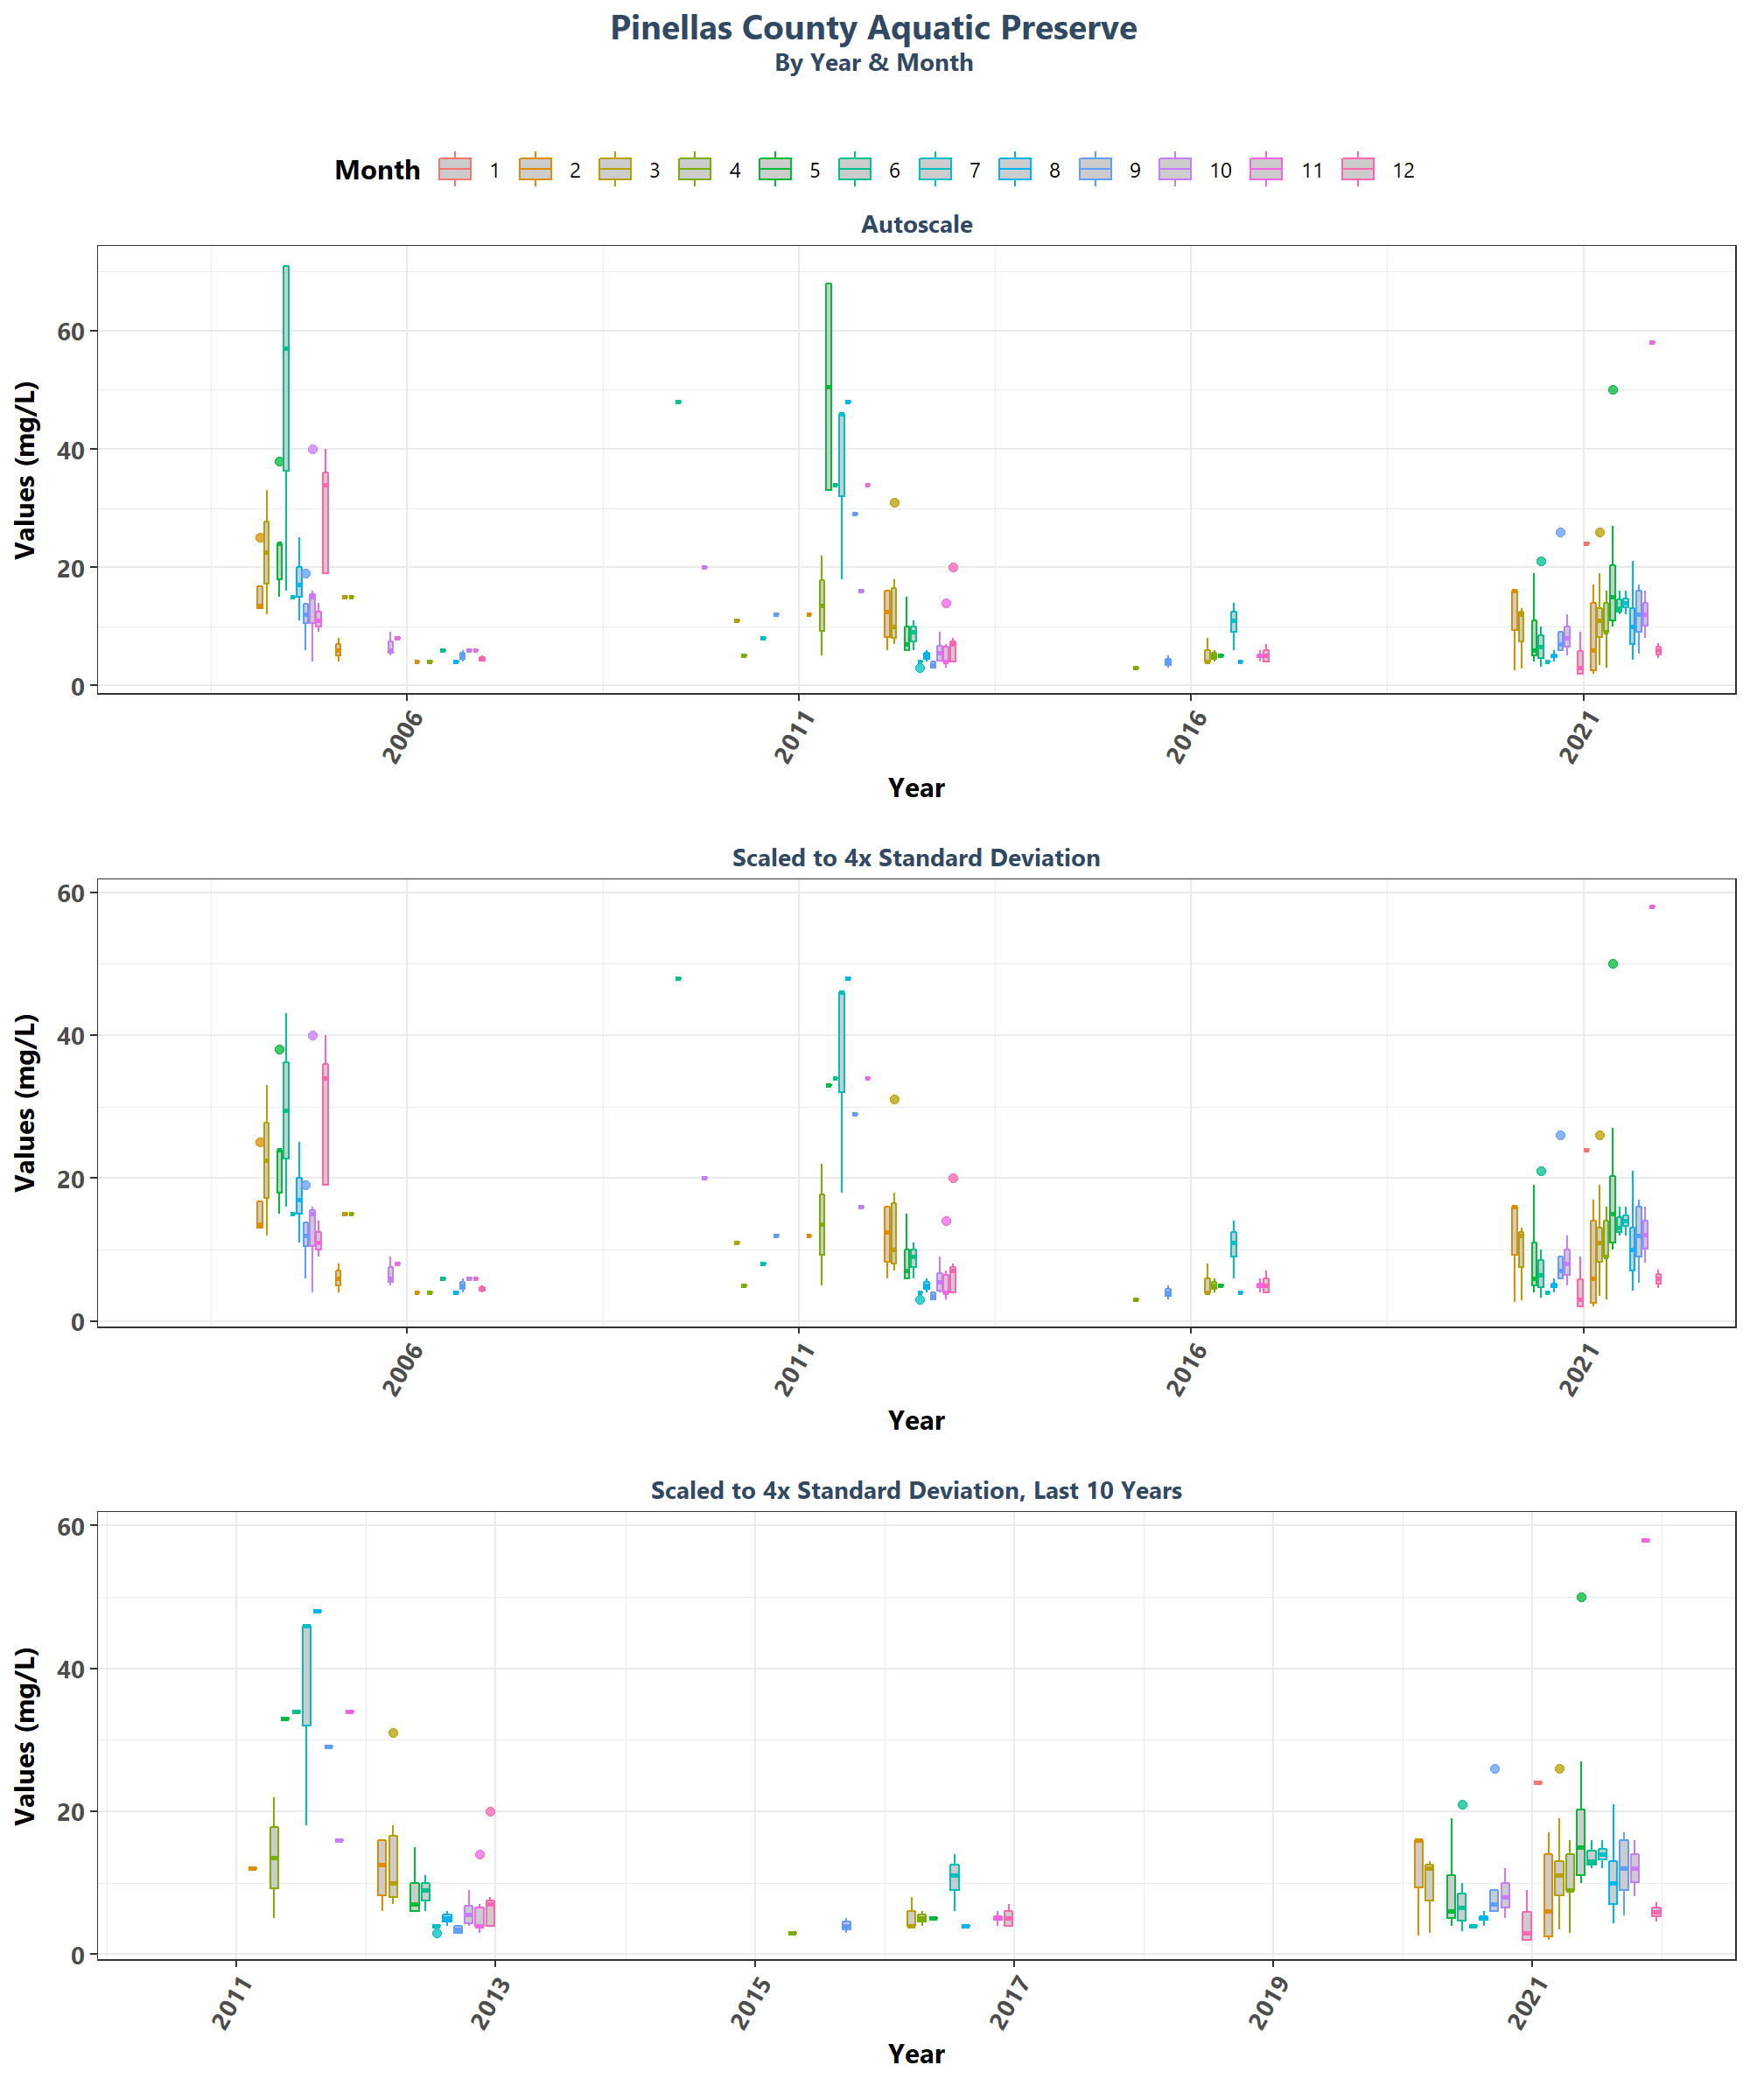 Pinellas County Aquatic Preserve
By Year & Month
Month 1 2 3 4 5 6 7 8 9 10 11 12
Autoscale
Values (mg/L)
60
40
20
0
2006 2011 2016 2021
Year
Scaled to 4x Standard Deviation
Values (mg/L)
60
40
20
0
2006 2011 2016 2021
Year
Scaled to 4x Standard Deviation, Last 10 Years
Values (mg/L)
60
40
20
0
2011 2013 2015 2017 2019 2021
Year